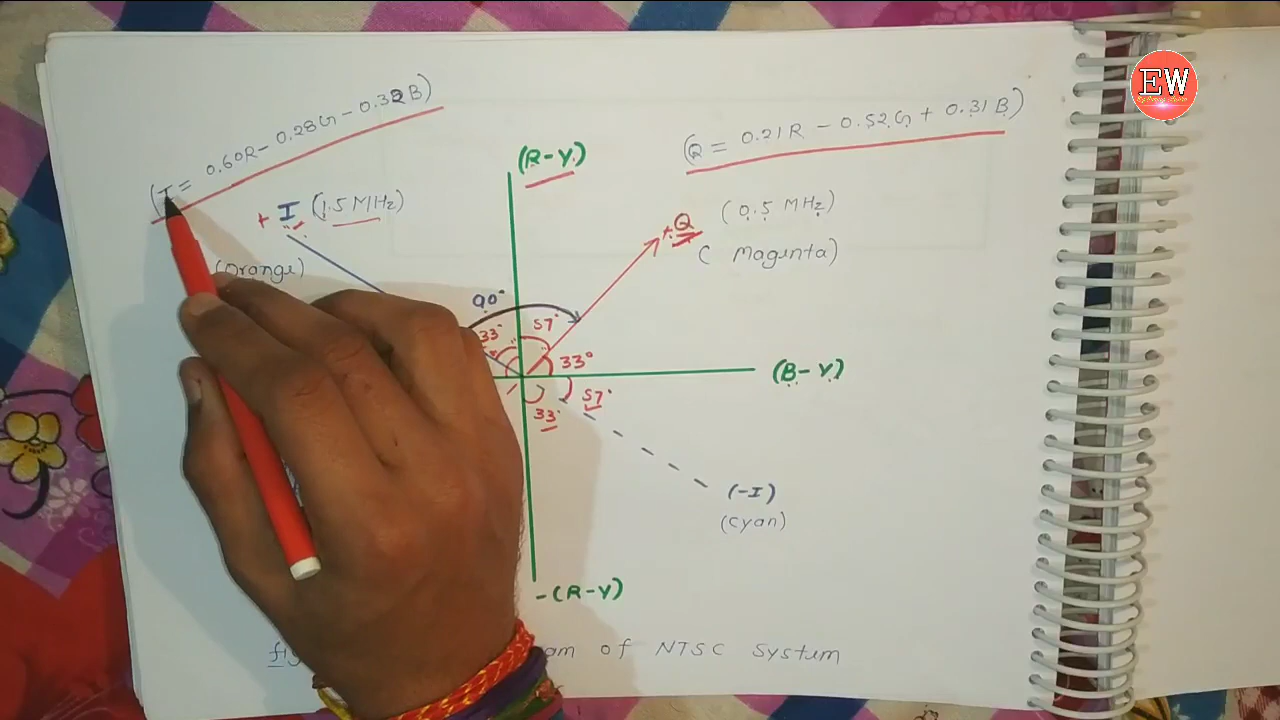 (I = 0.60R - 0.28G - 0.32B)
(Q = 0.21R - 0.52G + 0.31B)
(R-Y)
+ I (1.5 MHz)
+Q (0.5 MHz)
(Orange)
(Magenta)
90°
33° 57°
33°
(B-Y)
57°
33°
(-I)
(Cyan)
-(R-Y)
of NTSC System
EW